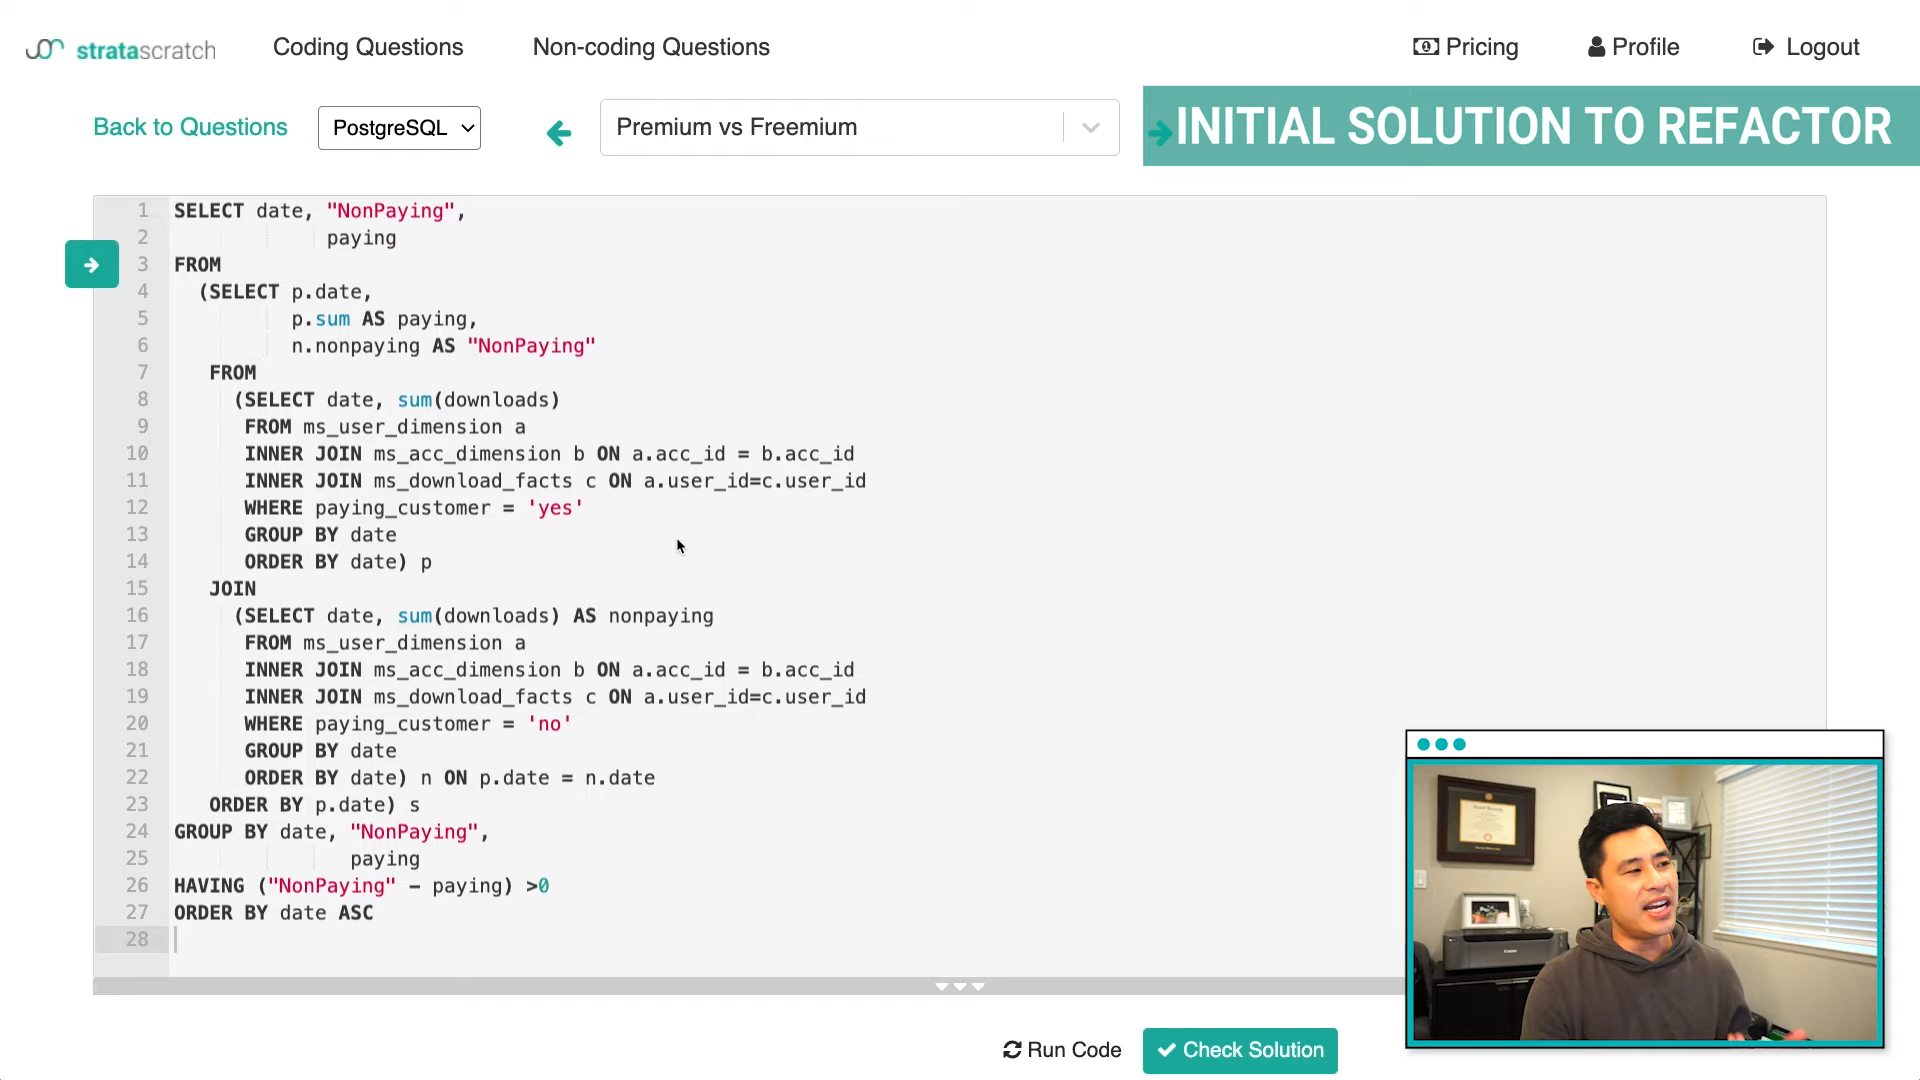 stratascratch
Coding Questions
Non-coding Questions
Pricing
Profile
Logout
Back to Questions
PostgreSQL
Premium vs Freemium
INITIAL SOLUTION TO REFACTOR
1 SELECT date, "NonPaying",
2 paying
3 FROM
4 (SELECT p.date,
5 p.sum AS paying,
6 n.nonpaying AS "NonPaying"
7 FROM
8 (SELECT date, sum(downloads)
9 FROM ms_user_dimension a
10 INNER JOIN ms_acc_dimension b ON a.acc_id = b.acc_id
11 INNER JOIN ms_download_facts c ON a.user_id=c.user_id
12 WHERE paying_customer = 'yes'
13 GROUP BY date
14 ORDER BY date) p
15 JOIN
16 (SELECT date, sum(downloads) AS nonpaying
17 FROM ms_user_dimension a
18 INNER JOIN ms_acc_dimension b ON a.acc_id = b.acc_id
19 INNER JOIN ms_download_facts c ON a.user_id=c.user_id
20 WHERE paying_customer = 'no'
21 GROUP BY date
22 ORDER BY date) n ON p.date = n.date
23 ORDER BY p.date) s
24 GROUP BY date, "NonPaying",
25 paying
26 HAVING ("NonPaying" - paying) >0
27 ORDER BY date ASC
28
Run Code
Check Solution